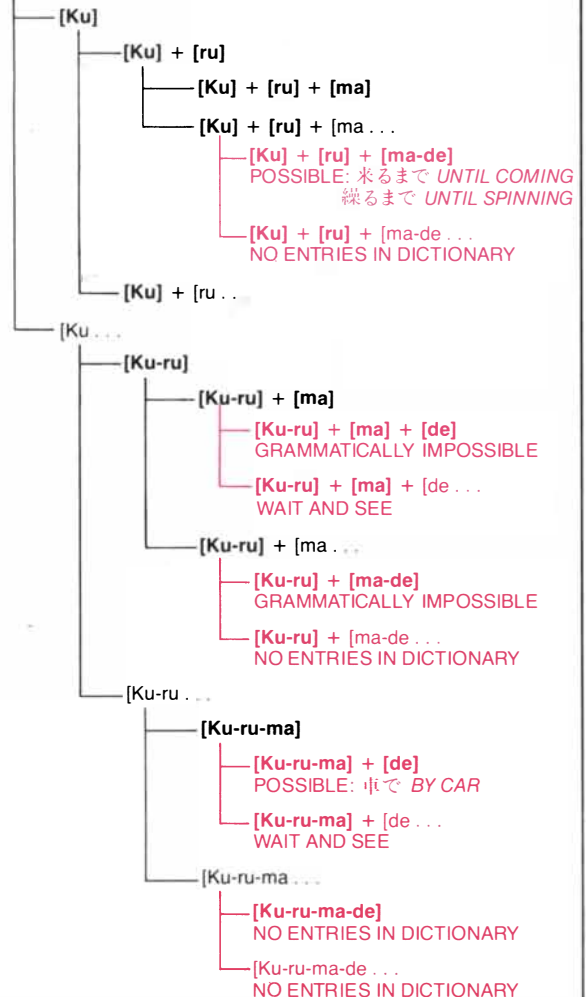 [Ku]
[Ku] + [ru]
[Ku] + [ru] + [ma]
[Ku] + [ru] + [ma . . .
[Ku] + [ru] + [ma-de]
POSSIBLE: 来るまで UNTIL COMING
繰るまで UNTIL SPINNING
[Ku] + [ru] + [ma-de . . .
NO ENTRIES IN DICTIONARY
[Ku] + [ru . .
[Ku . . .
[Ku-ru]
[Ku-ru] + [ma]
[Ku-ru] + [ma] + [de]
GRAMMATICALLY IMPOSSIBLE
[Ku-ru] + [ma] + [de . . .
WAIT AND SEE
[Ku-ru] + [ma . . .
[Ku-ru] + [ma-de]
GRAMMATICALLY IMPOSSIBLE
[Ku-ru] + [ma-de . . .
NO ENTRIES IN DICTIONARY
[Ku-ru . . .
[Ku-ru-ma]
[Ku-ru-ma] + [de]
POSSIBLE: 車で BY CAR
[Ku-ru-ma] + [de . . .
WAIT AND SEE
[Ku-ru-ma . . .
[Ku-ru-ma-de]
NO ENTRIES IN DICTIONARY
[Ku-ru-ma-de . . .
NO ENTRIES IN DICTIONARY